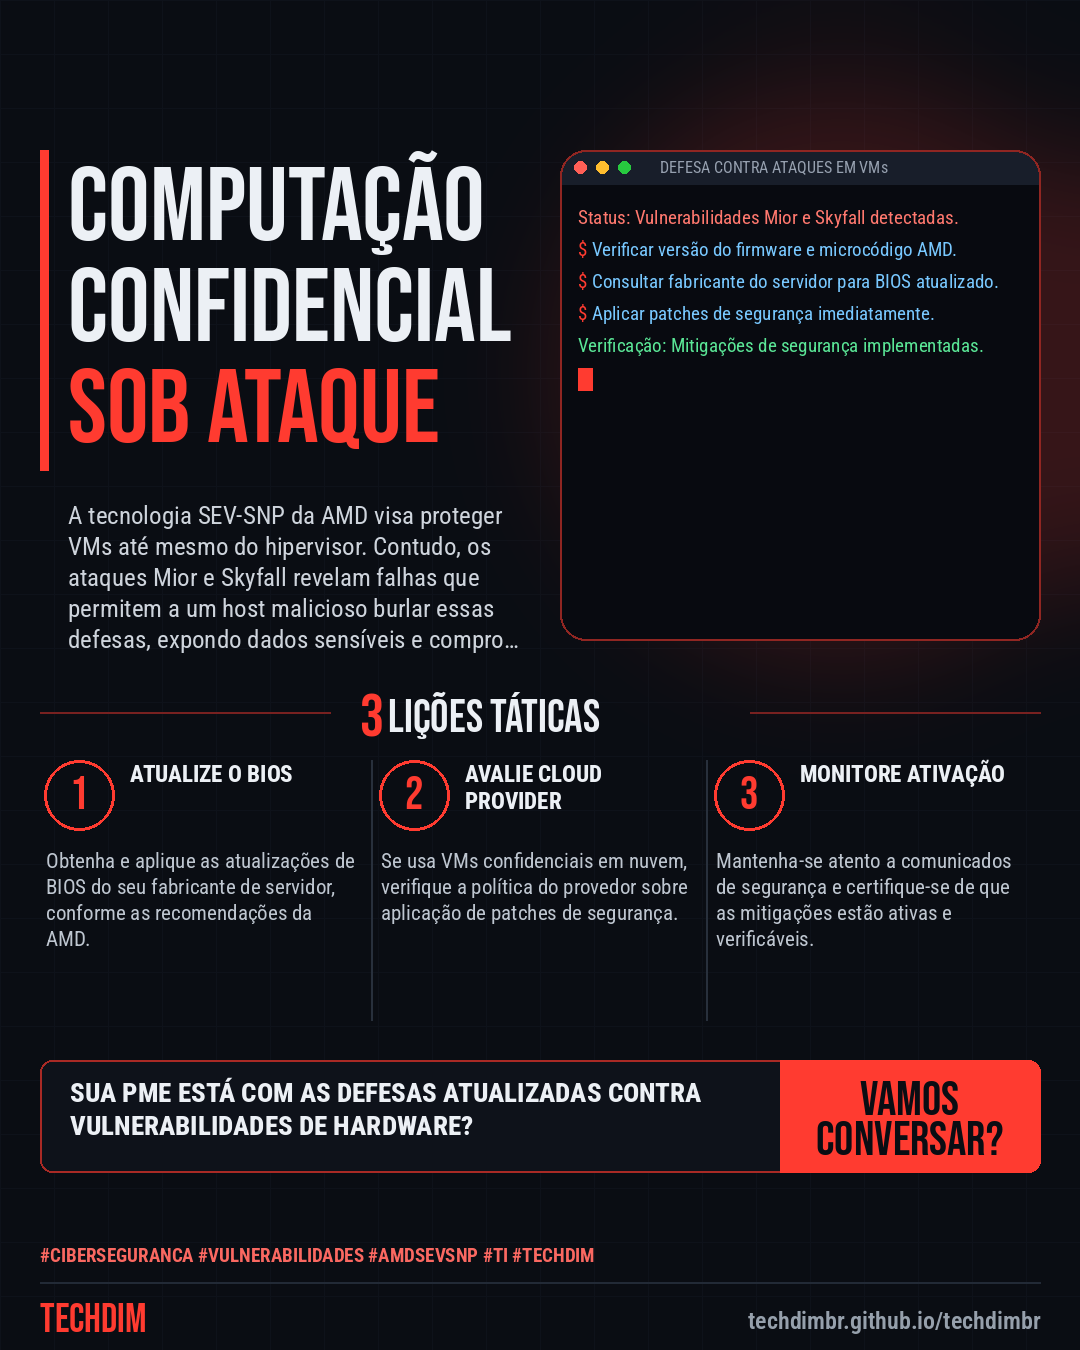 COMPUTAÇÃO
CONFIDENCIAL
SOB ATAQUE
A tecnologia SEV-SNP da AMD visa proteger
VMs até mesmo do hipervisor. Contudo, os
ataques Mior e Skyfall revelam falhas que
permitem a um host malicioso burlar essas
defesas, expondo dados sensíveis e compro...
DEFESA CONTRA ATAQUES EM VMs
Status: Vulnerabilidades Mior e Skyfall detectadas.
$ Verificar versão do firmware e microcódigo AMD.
$ Consultar fabricante do servidor para BIOS atualizado.
$ Aplicar patches de segurança imediatamente.
Verificação: Mitigações de segurança implementadas.
3 LIÇÕES TÁTICAS
1
ATUALIZE O BIOS
Obtenha e aplique as atualizações de
BIOS do seu fabricante de servidor,
conforme as recomendações da
AMD.
2
AVALIE CLOUD
PROVIDER
Se usa VMs confidenciais em nuvem,
verifique a política do provedor sobre
aplicação de patches de segurança.
3
MONITORE ATIVAÇÃO
Mantenha-se atento a comunicados
de segurança e certifique-se de que
as mitigações estão ativas e
verificáveis.
SUA PME ESTÁ COM AS DEFESAS ATUALIZADAS CONTRA
VULNERABILIDADES DE HARDWARE?
VAMOS
CONVERSAR?
#CIBERSEGURANCA #VULNERABILIDADES #AMDSEVSNP #TI #TECHDIM
TECHDIM
techdimbr.github.io/techdimbr